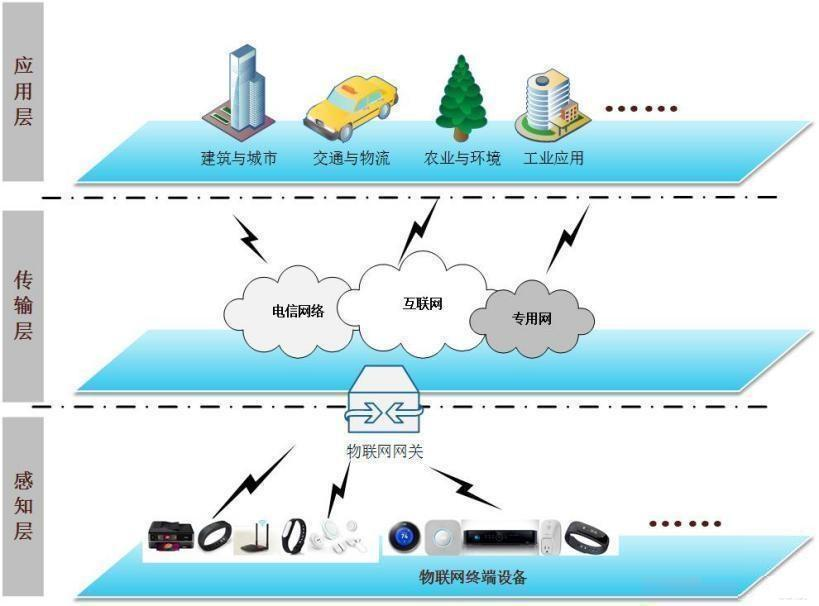 应用层
建筑与城市 交通与物流 农业与环境 工业应用
传输层
电信网络 互联网 专用网
物联网网关
感知层
物联网终端设备